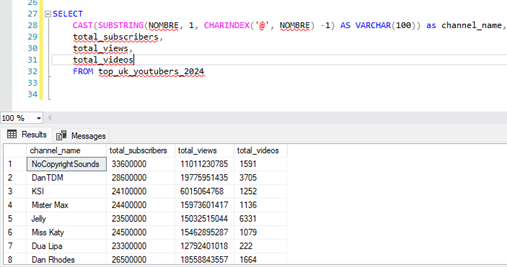 26
27 SELECT
28 CAST(SUBSTRING(NOMBRE, 1, CHARINDEX('@', NOMBRE) -1) AS VARCHAR(100)) as channel_name,
29 total_subscribers,
30 total_views,
31 total_videos
32 FROM top_uk_youtubers_2024
33
34
100 %
Results Messages
channel_name total_subscribers total_views total_videos
1 NoCopyrightSounds 33600000 11011230785 1591
2 DanTDM 28600000 19775951435 3705
3 KSI 24100000 6015064768 1252
4 Mister Max 24400000 15973601417 1136
5 Jelly 23500000 15032515044 6331
6 Miss Katy 24500000 15462895287 1079
7 Dua Lipa 23300000 12792401018 222
8 Dan Rhodes 26500000 18558843557 1664